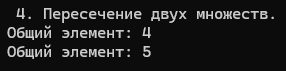 4. Пересечение двух множеств.
Общий элемент: 4
Общий элемент: 5